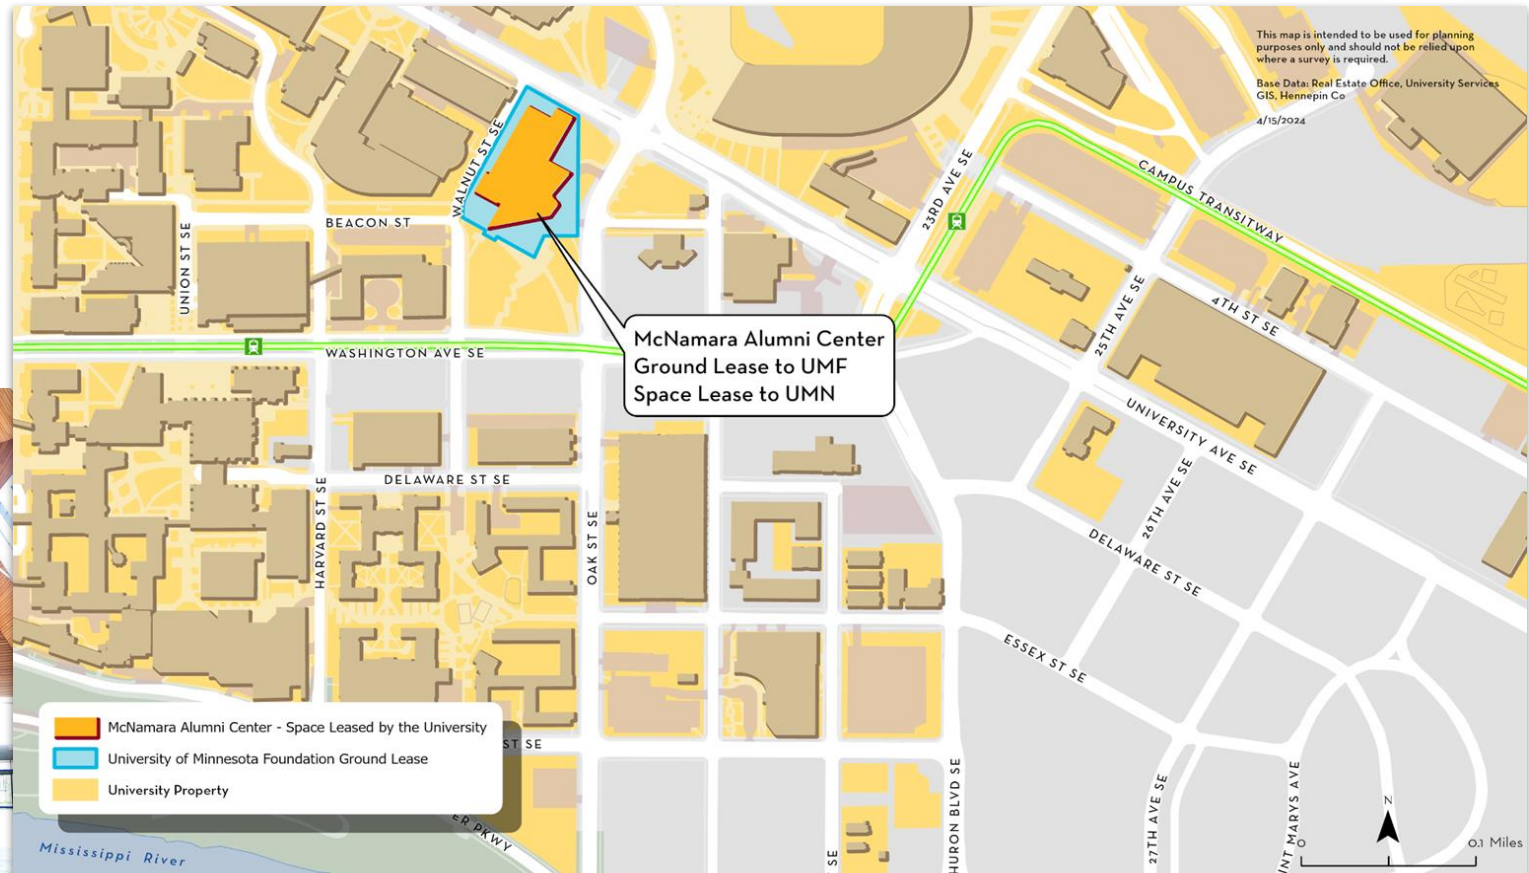 This map is intended to be used for planning
purposes only and should not be relied upon
where a survey is required.
Base Data: Real Estate Office, University Services
GIS, Hennepin Co
4/15/2024
WALNUT ST SE
BEACON ST
UNION ST SE
23RD AVE SE
CAMPUS TRANSITWAY
4TH ST SE
25TH AVE SE
WASHINGTON AVE SE
McNamara Alumni Center
Ground Lease to UMF
Space Lease to UMN
UNIVERSITY AVE SE
DELAWARE ST SE
HARVARD ST SE
OAK ST SE
26TH AVE SE
DELAWARE ST SE
ESSEX ST SE
McNamara Alumni Center - Space Leased by the University
University of Minnesota Foundation Ground Lease
University Property
ST SE
ER PKWY
Mississippi River
SE
HURON BLVD SE
27TH AVE SE
INT MARYS AVE
N
0
0.1 Miles